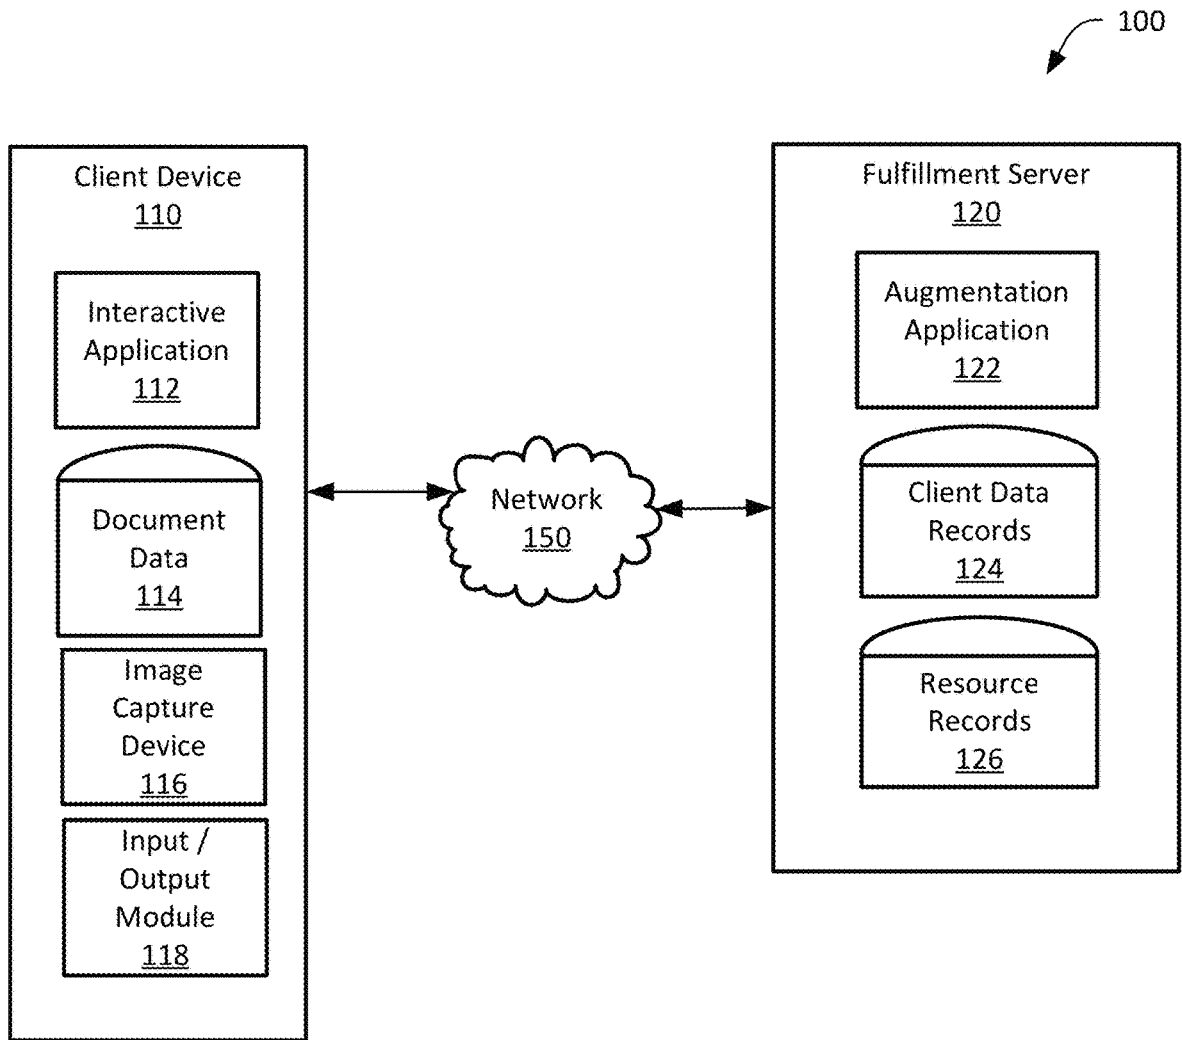 100
Client Device
110
Interactive
Application
112
Document
Data
114
Image
Capture
Device
116
Input /
Output
Module
118
Network
150
Fulfillment Server
120
Augmentation
Application
122
Client Data
Records
124
Resource
Records
126